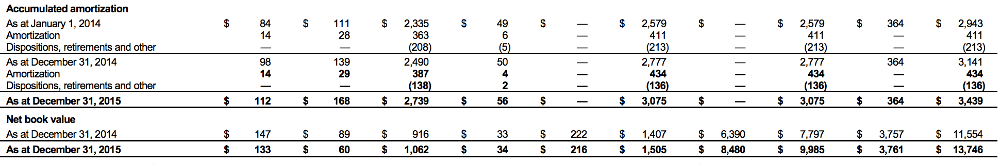 Accumulated amortization
As at January 1, 2014 $ 84 $ 111 $ 2,335 $ 49 $ — $ 2,579 $ — $ 2,579 $ 364 $ 2,943
Amortization 14 28 363 6 — 411 — 411 — 411
Dispositions, retirements and other — — (208) (5) — (213) — (213) — (213)
As at December 31, 2014 98 139 2,490 50 — 2,777 — 2,777 364 3,141
Amortization 14 29 387 4 — 434 — 434 — 434
Dispositions, retirements and other — — (138) 2 — (136) — (136) — (136)
As at December 31, 2015 $ 112 $ 168 $ 2,739 $ 56 $ — $ 3,075 $ — $ 3,075 $ 364 $ 3,439
Net book value
As at December 31, 2014 $ 147 $ 89 $ 916 $ 33 $ 222 $ 1,407 $ 6,390 $ 7,797 $ 3,757 $ 11,554
As at December 31, 2015 $ 133 $ 60 $ 1,062 $ 34 $ 216 $ 1,505 $ 8,480 $ 9,985 $ 3,761 $ 13,746